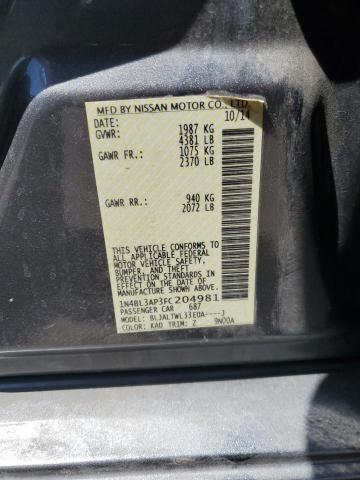 MFD BY NISSAN MOTOR CO., LTD.
DATE: 10/14
GVWR: 1987 KG
4381 LB
GAWR FR.: 1075 KG
2370 LB
GAWR RR.: 940 KG
2072 LB
THIS VEHICLE CONFORMS TO
ALL APPLICABLE FEDERAL
MOTOR VEHICLE SAFETY,
BUMPER, AND THEFT
PREVENTION STANDARDS IN
EFFECT ON THE DATE OF
MANUFACTURE SHOWN ABOVE.
1N4BL3AP3FC204981
PASSENGER CAR 687
MODEL: BLJALTWL33EUA----J
COLOR: KAD TRIM: Z 9N00A